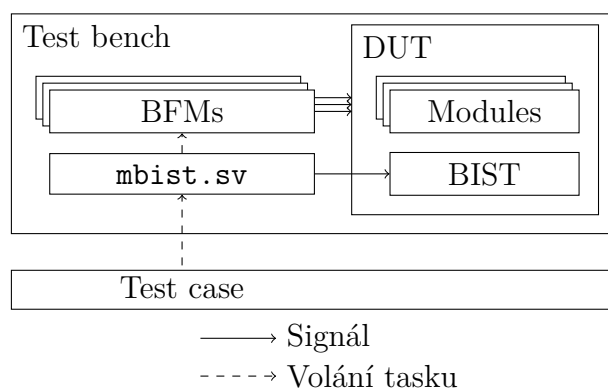 Test bench
DUT
BFMs
Modules
mbist.sv
BIST
Test case
Signál
Volání tasku